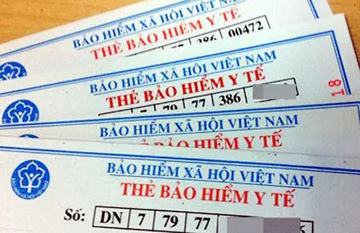 BẢO HIỂM XÃ HỘI VIỆT NAM
THẺ BẢO HIỂM Y TẾ
386 00472
BẢO HIỂM XÃ HỘI VIỆT NAM
THẺ BẢO HIỂM Y TẾ
7 79 77 386
18
BẢO HIỂM XÃ HỘI VIỆT NAM
THẺ BẢO HIỂM Y TẾ
BẢO HIỂM XÃ HỘI VIỆT NAM
THẺ BẢO HIỂM Y TẾ
Số: DN 7 79 77